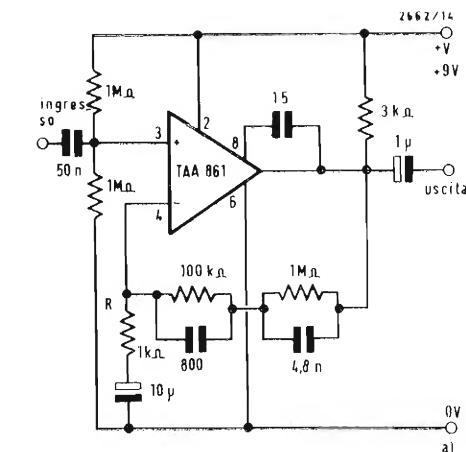 2662/14
+V
+9V
ingres
so
1MΩ
50n
1MΩ
3
+
2
TAA 861
8
6
4
−
15
3kΩ
1µ
uscita
100kΩ
800
1MΩ
4,8n
R
1kΩ
10µ
0V
a)